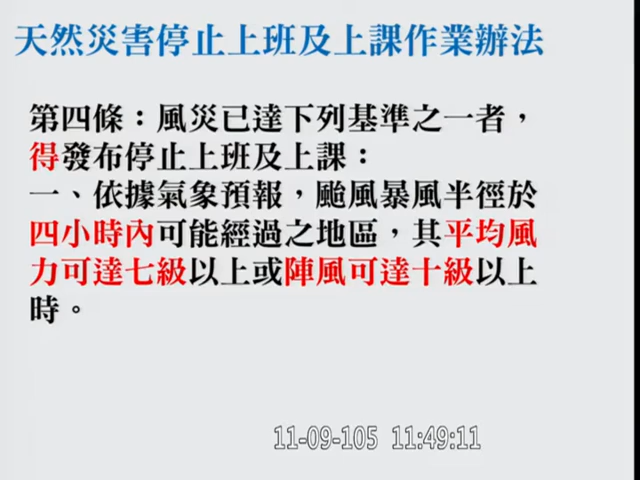 天然災害停止上班及上課作業辦法
第四條：風災已達下列基準之一者，
得發布停止上班及上課：
一、依據氣象預報，颱風暴風半徑於
四小時內可能經過之地區，其平均風
力可達七級以上或陣風可達十級以上
時。
11-09-105 11:49:11